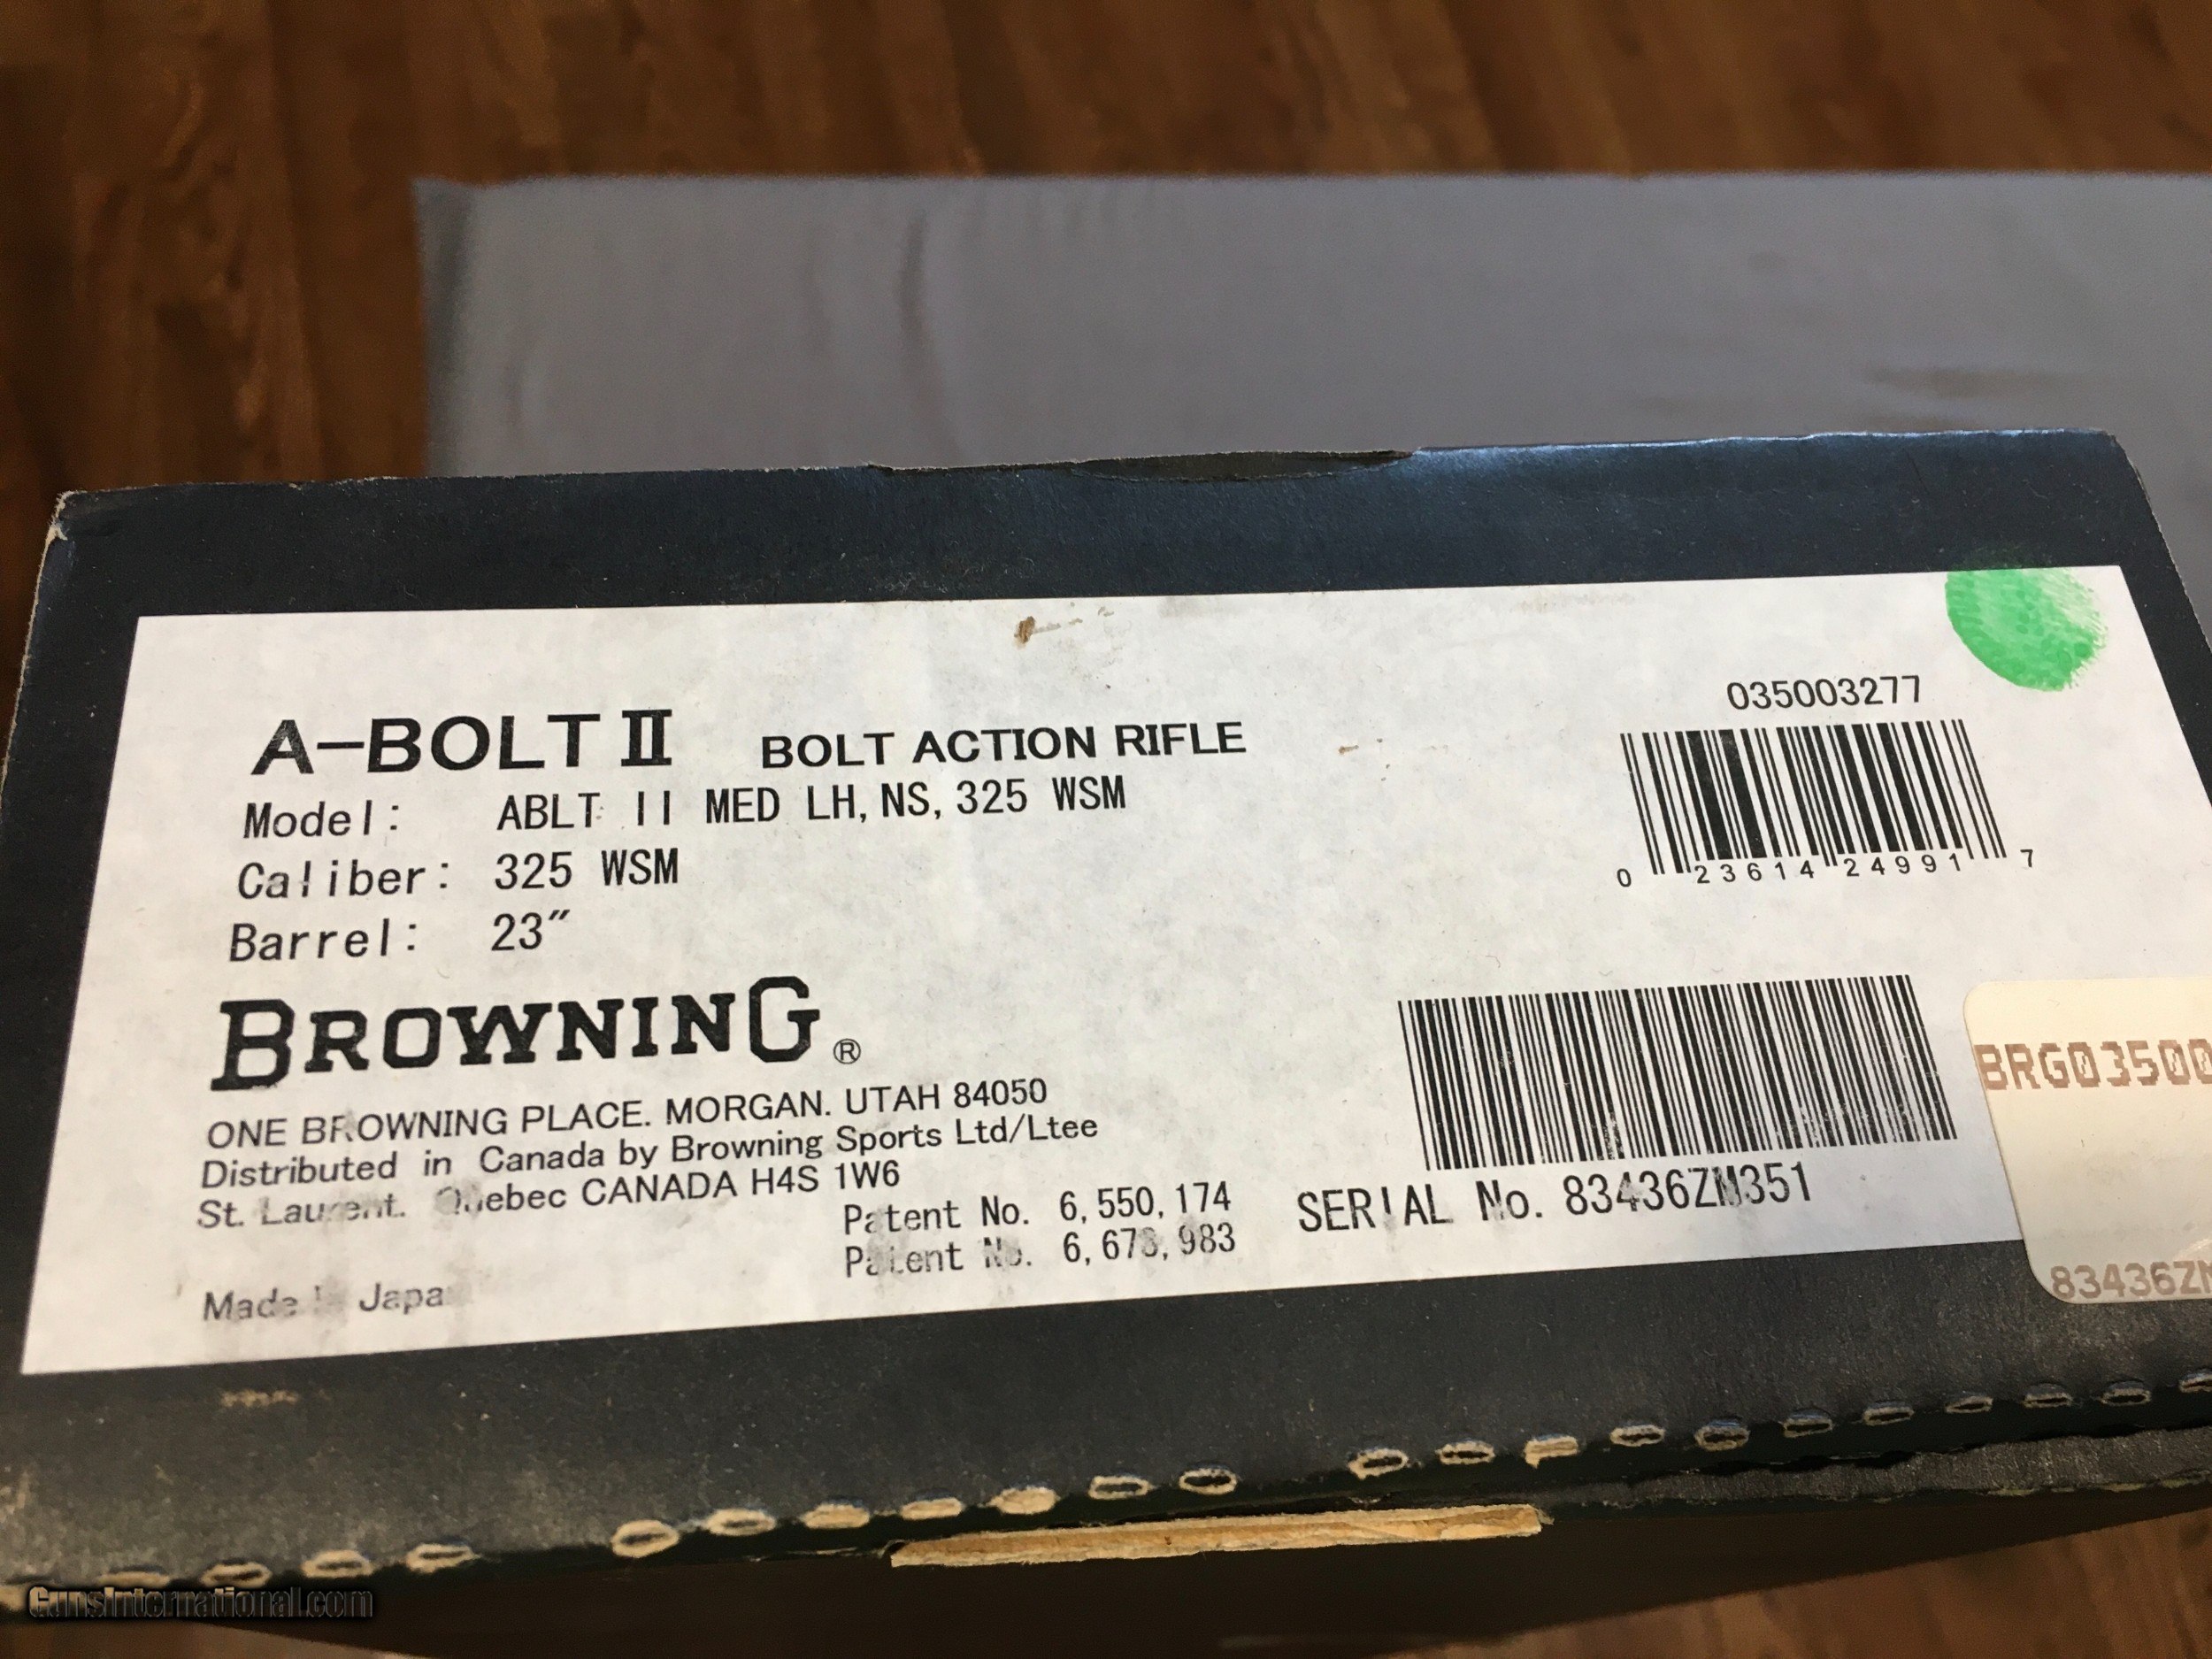 A-BOLT II BOLT ACTION RIFLE
Model: ABLT II MED LH, NS, 325 WSM
Caliber: 325 WSM
Barrel: 23"
BROWNING®
ONE BROWNING PLACE. MORGAN. UTAH 84050
Distributed in Canada by Browning Sports Ltd/Ltee
St. Laurent. Quebec CANADA H4S 1W6
Patent No. 6,550,174
Patent No. 6,673,983
Made in Japan
035003277
0 23614 24991 7
SERIAL No. 83436ZM351
BRG03500
83436ZM
GunsInternational.com